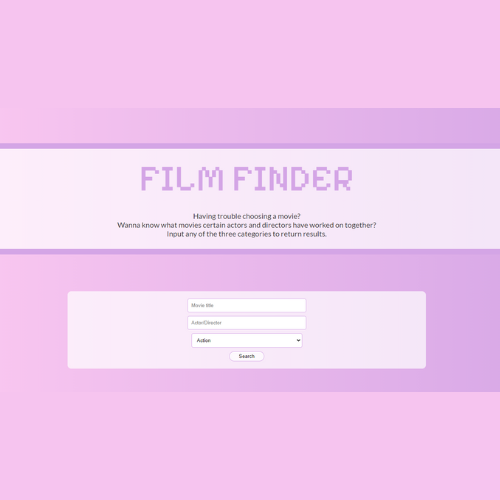 FILM FINDER
Having trouble choosing a movie?
Wanna know what movies certain actors and directors have worked on together?
Input any of the three categories to return results.
Movie title
Actor/Director
Action
Search